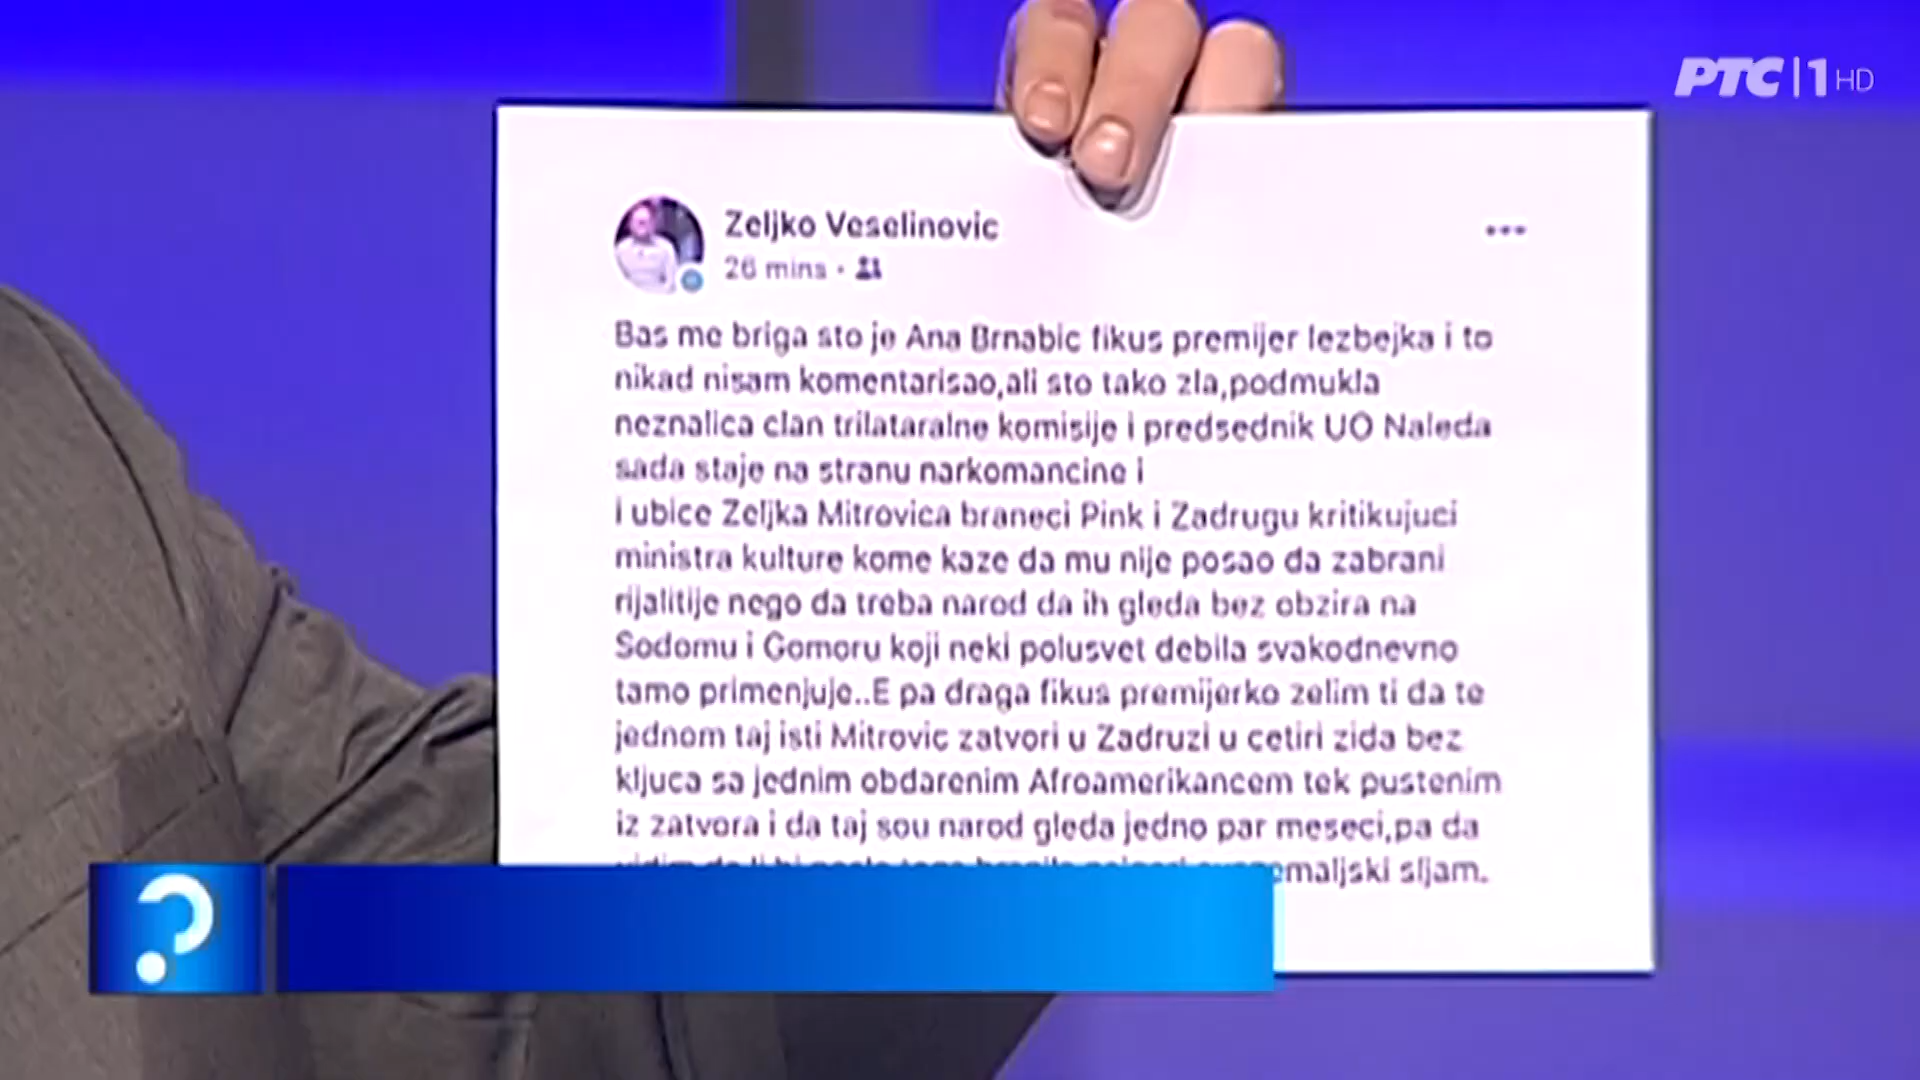 РТС|1 HD
Zeljko Veselinovic
26 mins ·
Bas me briga sto je Ana Brnabic fikus premijer lezbejka i to
nikad nisam komentarisao,ali sto tako zla,podmukla
neznalica clan trilataralne komisije i predsednik UO Naleda
sada staje na stranu narkomancine i
i ubice Zeljka Mitrovica braneci Pink i Zadrugu kritikujuci
ministra kulture kome kaze da mu nije posao da zabrani
rijalitije nego da treba narod da ih gleda bez obzira na
Sodomu i Gomoru koji neki polusvet debila svakodnevno
tamo primenjuje..E pa draga fikus premijerko zelim ti da te
jednom taj isti Mitrovic zatvori u Zadruzi u cetiri zida bez
kljuca sa jednim obdarenim Afroamerikancem tek pustenim
iz zatvora i da taj sou narod gleda jedno par meseci,pa da
sljam.
?